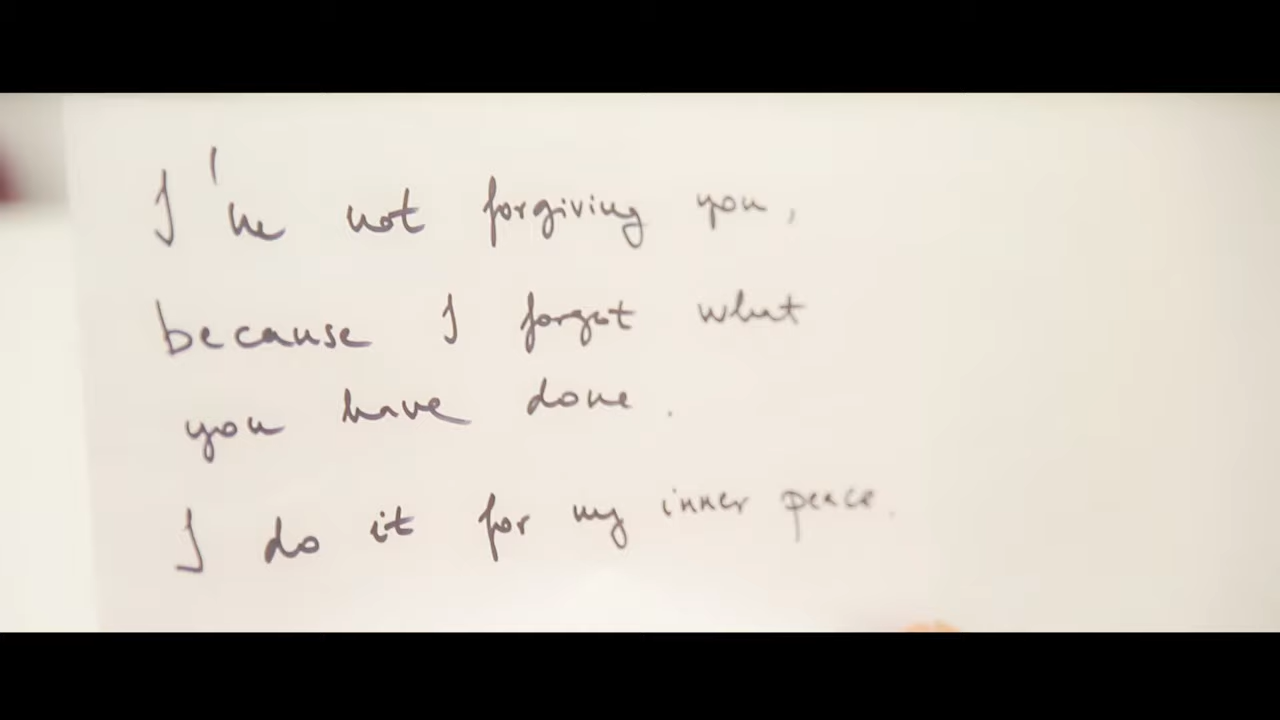 I'm not forgiving you,
because I forgot what
you have done.
I do it for my inner peace.